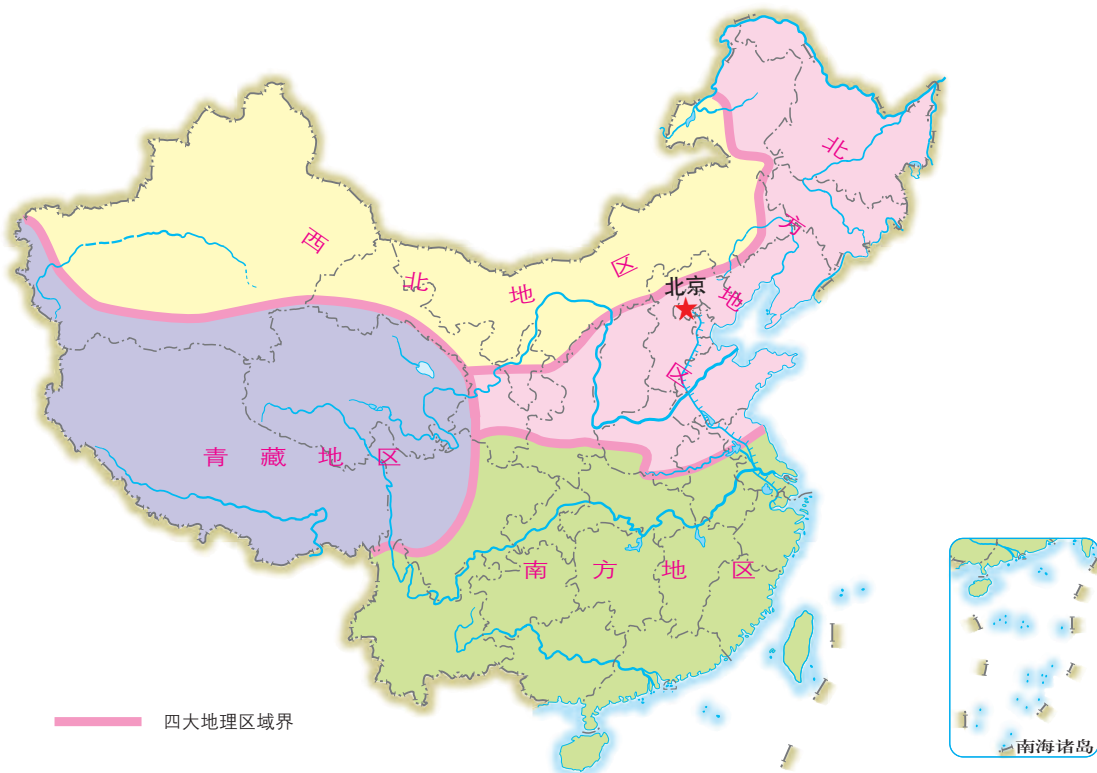 北方地区
西北地区
北京
青藏地区
南方地区
四大地理区域界
南海诸岛